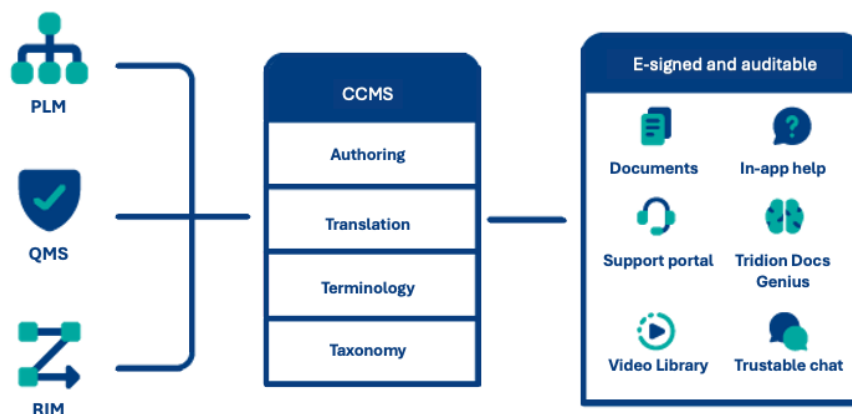 PLM
QMS
RIM
CCMS
Authoring
Translation
Terminology
Taxonomy
E-signed and auditable
Documents
In-app help
Support portal
Tridion Docs
Genius
Video Library
Trustable chat